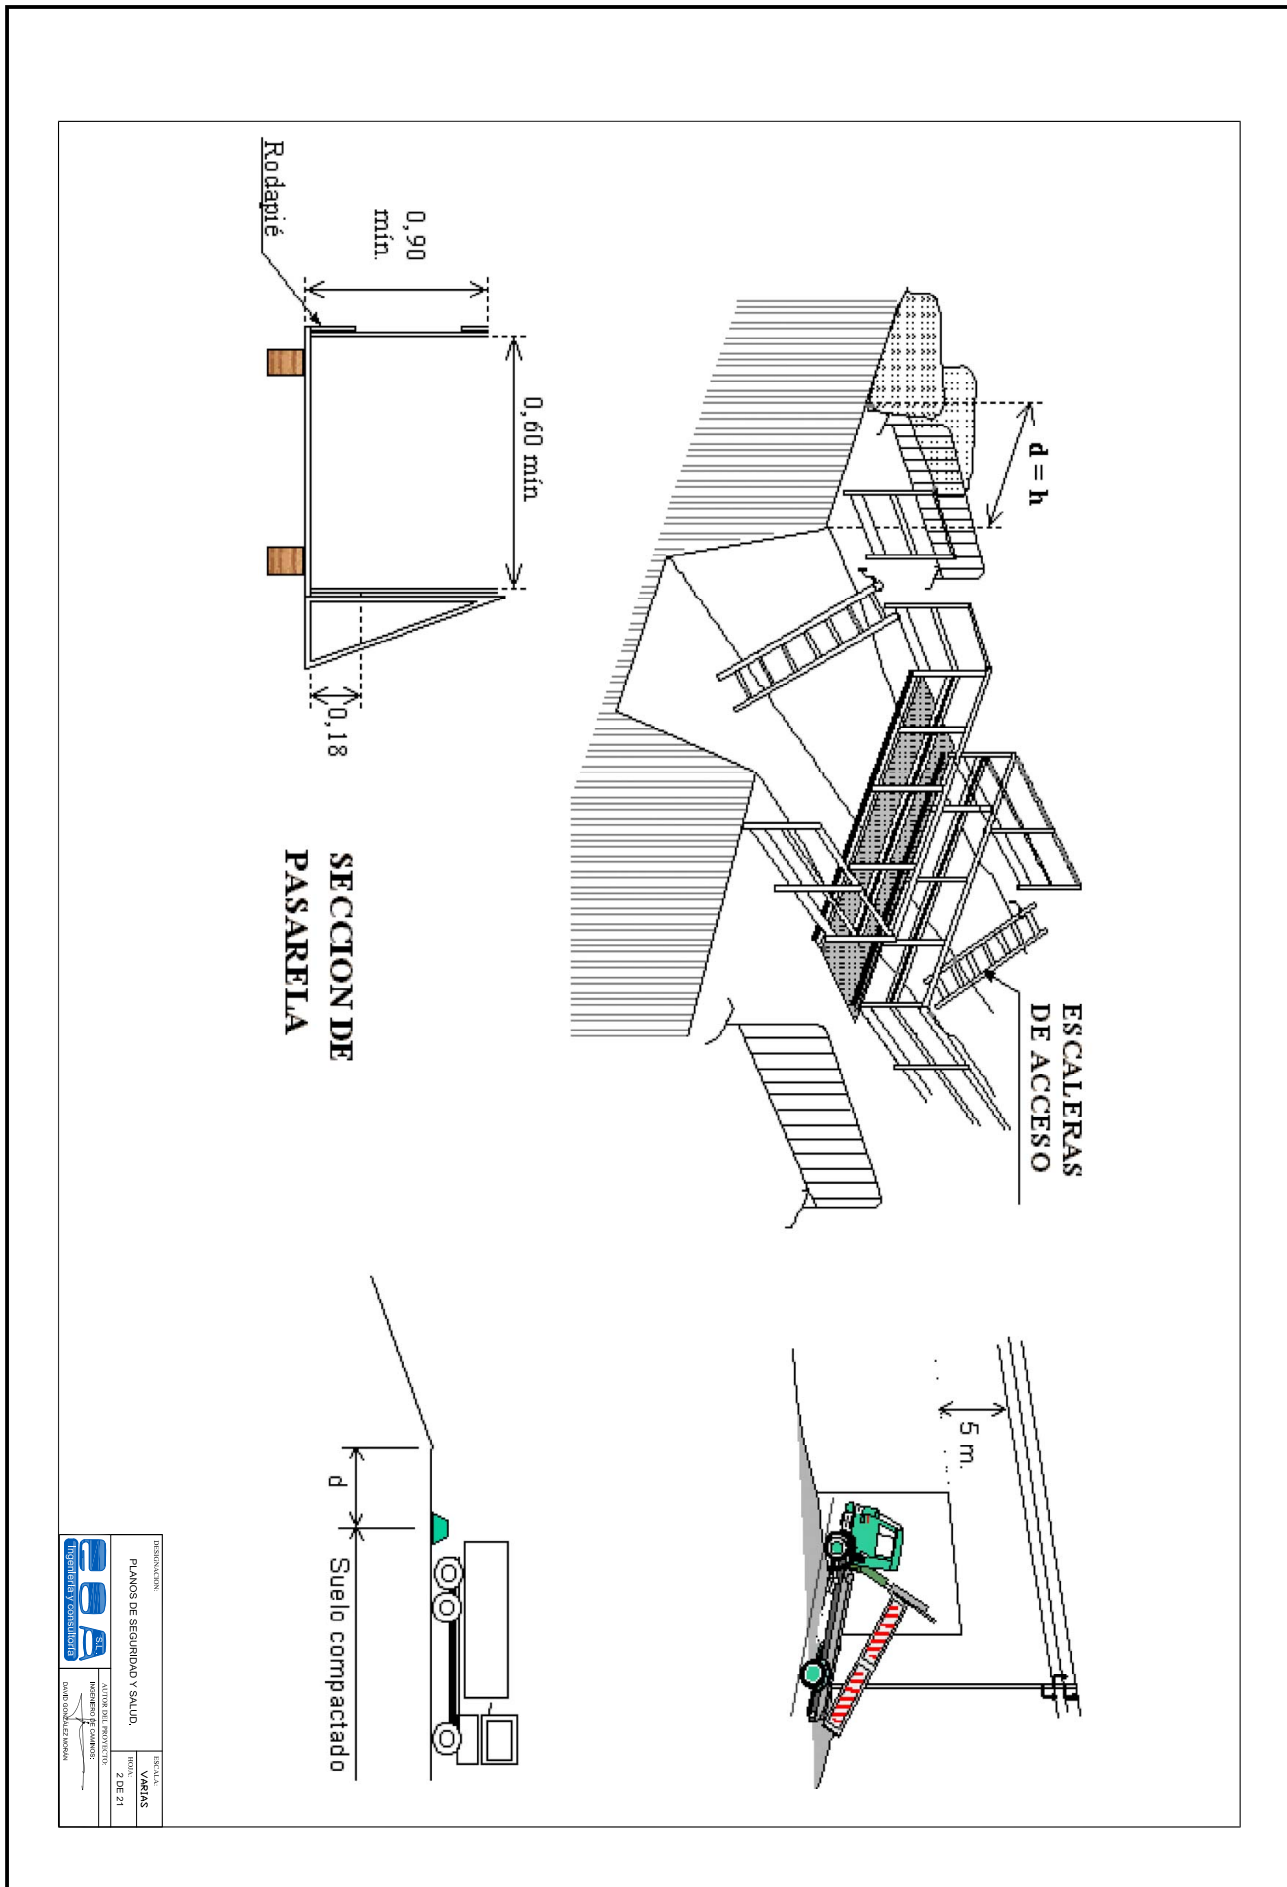 d = h
ESCALERAS
DE ACCESO
5 m.
Rodapié
0,90
mín.
0,60 mín
0,18
SECCION DE
PASARELA
d
Suelo compactado
DESIGNACION:
PLANOS DE SEGURIDAD Y SALUD,
ESCALA:
VARIAS
HOJA:
2 DE 21
S.L.
Ingeniería y consultoría
AUTOR DEL PROYECTO:
INGENIERO DE CAMINOS:
DAVID GONZÁLEZ MORÁN